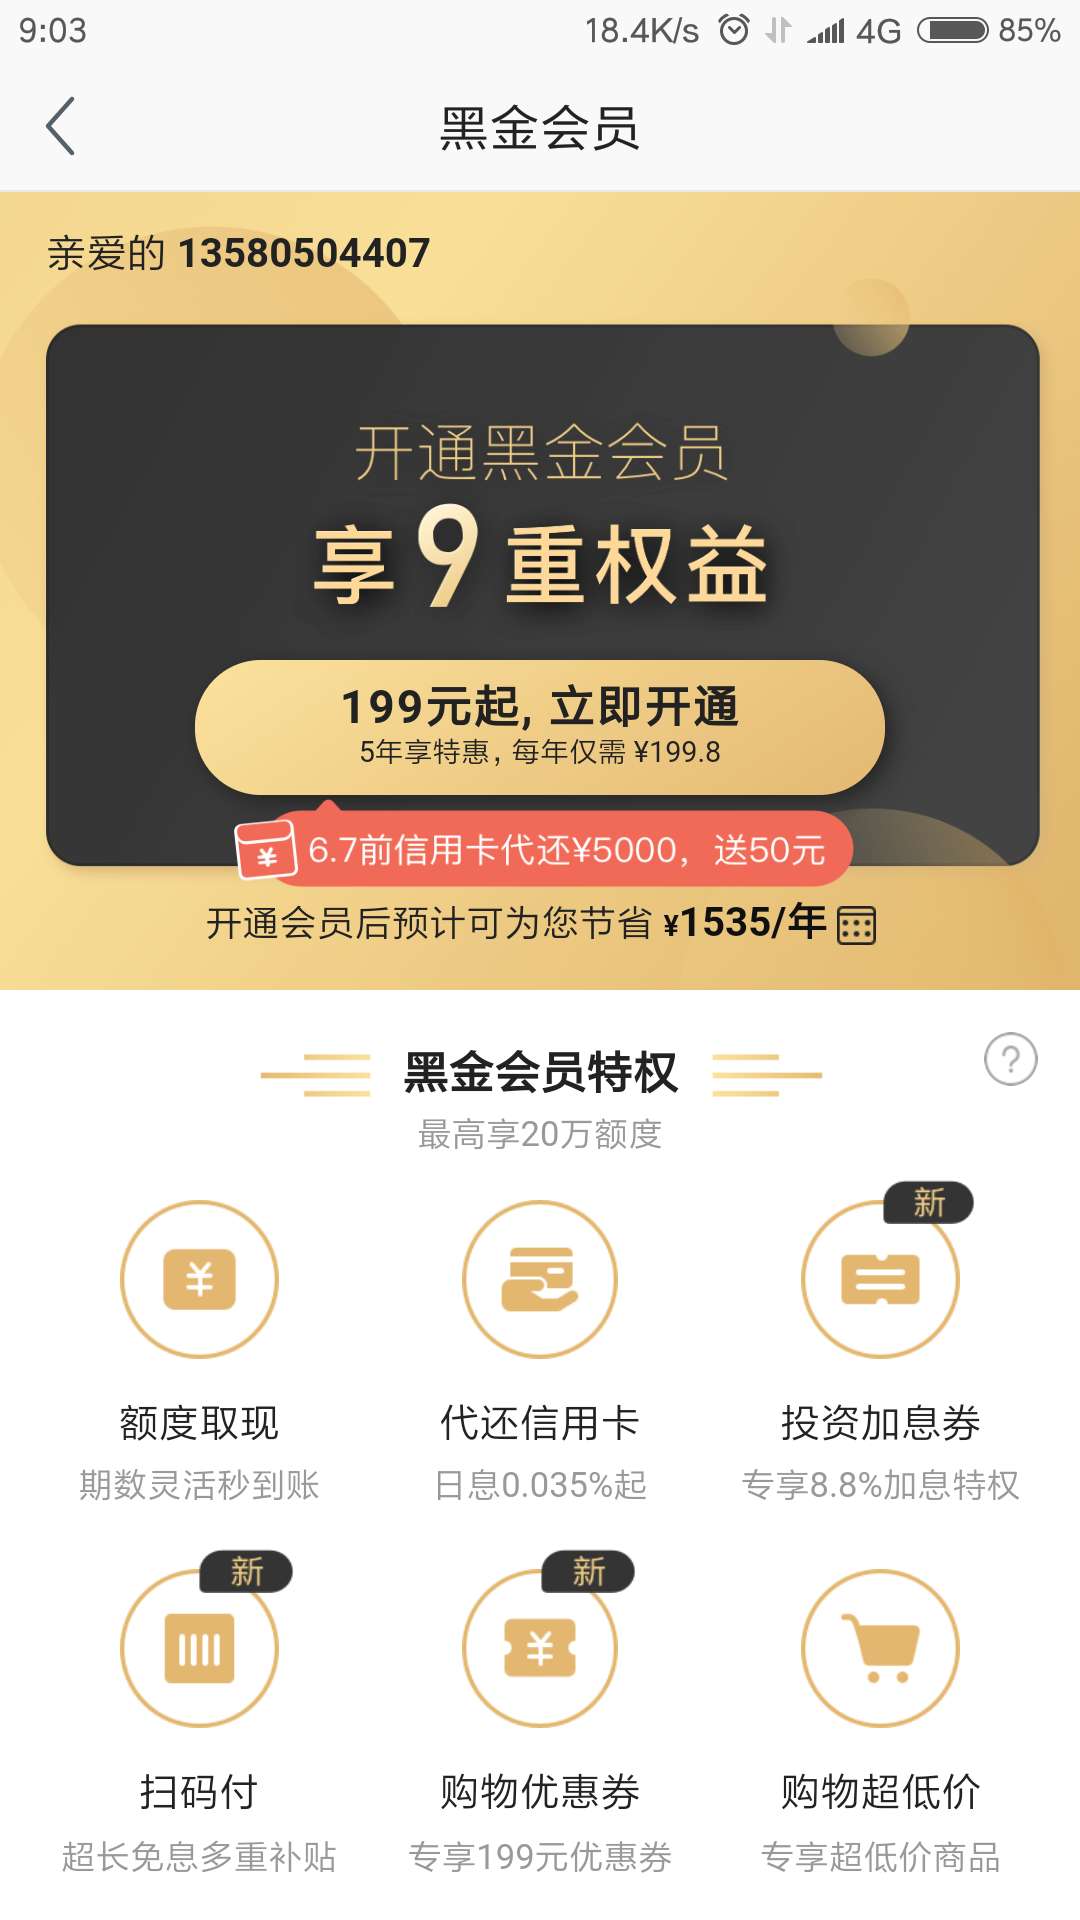 9:03 18.4K/s 4G 85%
黑金会员
亲爱的 13580504407
开通黑金会员
享9重权益
199元起, 立即开通
5年享特惠, 每年仅需 ¥199.8
¥ 6.7前信用卡代还¥5000, 送50元
开通会员后预计可为您节省 ¥1535/年
黑金会员特权 ?
最高享20万额度
新
¥
额度取现 代还信用卡 投资加息券
期数灵活秒到账 日息0.035%起 专享8.8%加息特权
新 新
¥
扫码付 购物优惠券 购物超低价
超长免息多重补贴 专享199元优惠券 专享超低价商品